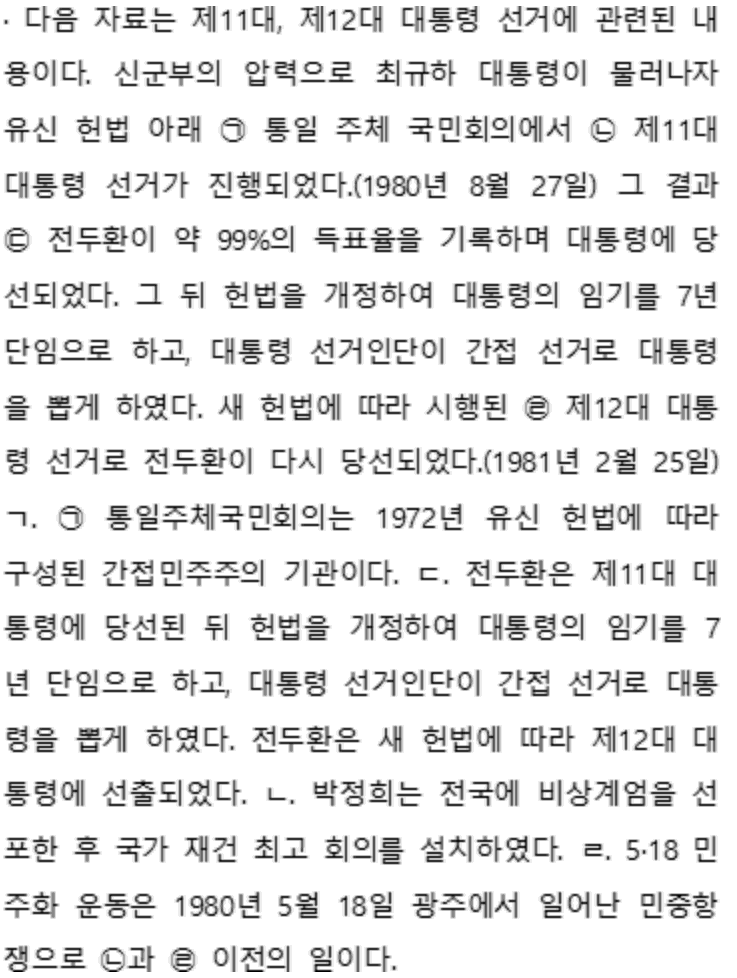 · 다음 자료는 제11대, 제12대 대통령 선거에 관련된 내
용이다. 신군부의 압력으로 최규하 대통령이 물러나자
유신 헌법 아래 ㉠ 통일 주체 국민회의에서 ㉡ 제11대
대통령 선거가 진행되었다.(1980년 8월 27일) 그 결과
㉢ 전두환이 약 99%의 득표율을 기록하며 대통령에 당
선되었다. 그 뒤 헌법을 개정하여 대통령의 임기를 7년
단임으로 하고, 대통령 선거인단이 간접 선거로 대통령
을 뽑게 하였다. 새 헌법에 따라 시행된 ㉣ 제12대 대통
령 선거로 전두환이 다시 당선되었다.(1981년 2월 25일)
ㄱ. ㉠ 통일주체국민회의는 1972년 유신 헌법에 따라
구성된 간접민주주의 기관이다. ㄷ. 전두환은 제11대 대
통령에 당선된 뒤 헌법을 개정하여 대통령의 임기를 7
년 단임으로 하고, 대통령 선거인단이 간접 선거로 대통
령을 뽑게 하였다. 전두환은 새 헌법에 따라 제12대 대
통령에 선출되었다. ㄴ. 박정희는 전국에 비상계엄을 선
포한 후 국가 재건 최고 회의를 설치하였다. ㄹ. 5·18 민
주화 운동은 1980년 5월 18일 광주에서 일어난 민중항
쟁으로 ㉡과 ㉣ 이전의 일이다.